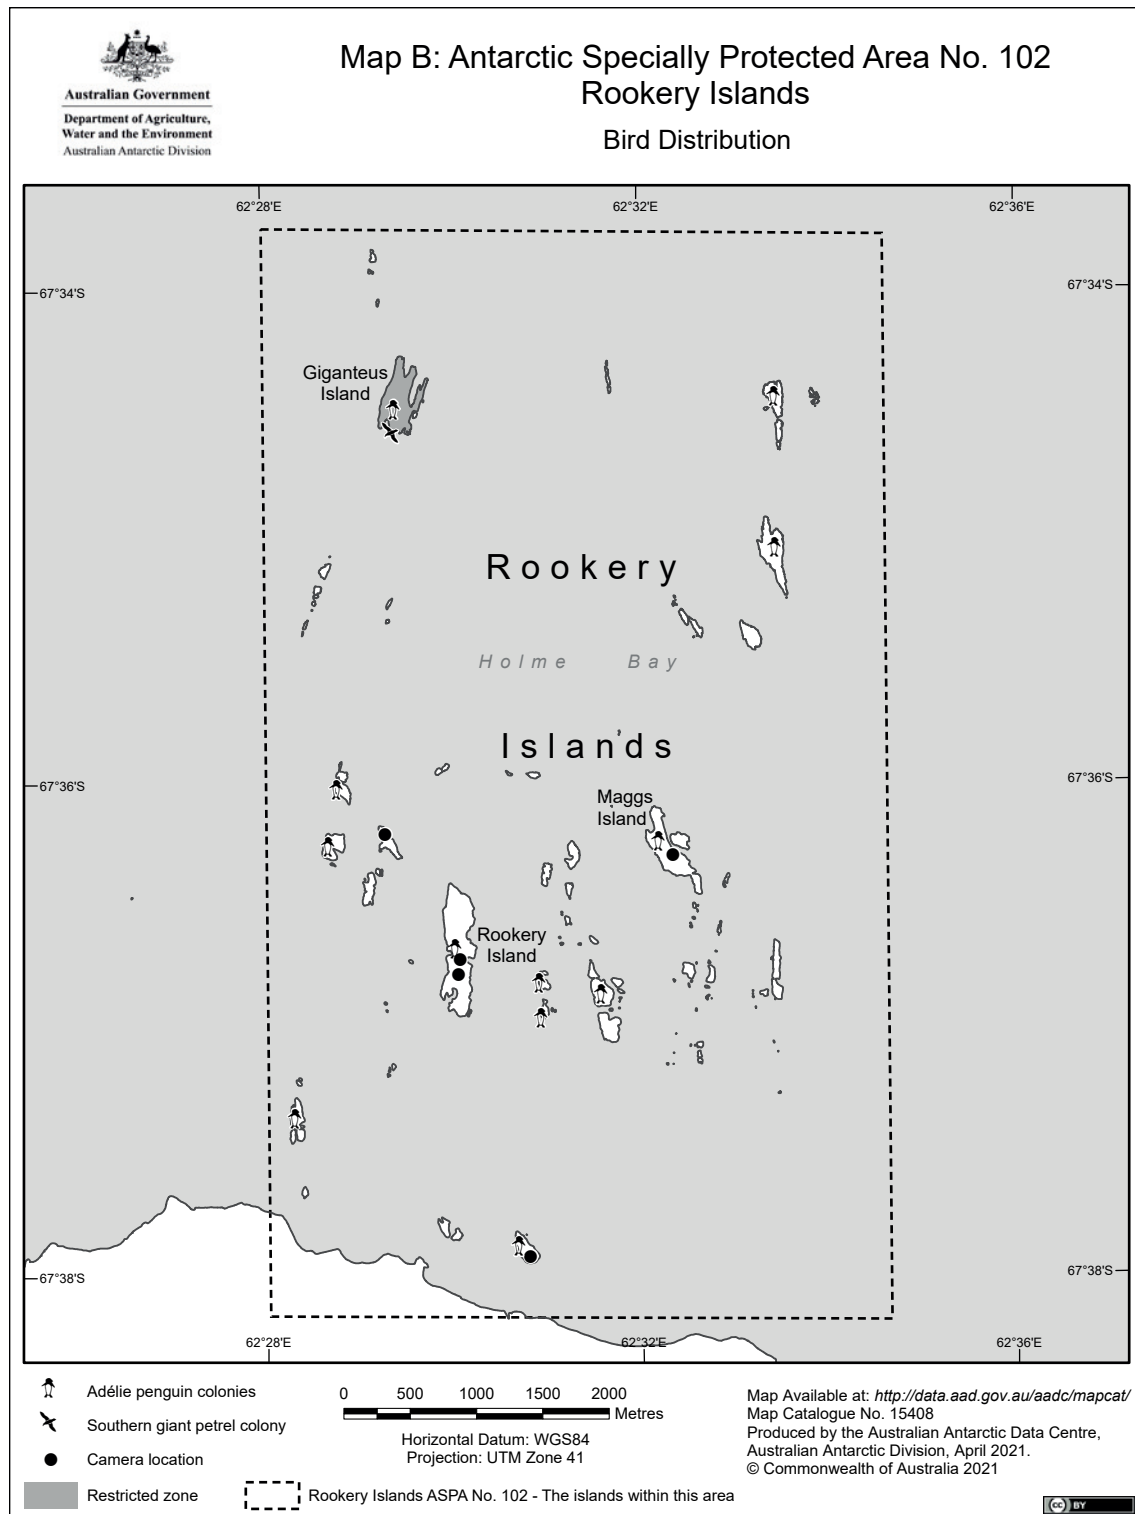 Australian Government
Department of Agriculture,
Water and the Environment
Australian Antarctic Division
Map B: Antarctic Specially Protected Area No. 102
Rookery Islands
Bird Distribution
62°28'E
62°32'E
62°36'E
67°34'S
67°34'S
Giganteus
Island
Rookery
Holme Bay
Islands
67°36'S
67°36'S
Maggs
Island
Rookery
Island
67°38'S
67°38'S
62°28'E
62°32'E
62°36'E
Adélie penguin colonies
Southern giant petrel colony
Camera location
Restricted zone
0 500 1000 1500 2000
Metres
Horizontal Datum: WGS84
Projection: UTM Zone 41
Rookery Islands ASPA No. 102 - The islands within this area
Map Available at: http://data.aad.gov.au/aadc/mapcat/
Map Catalogue No. 15408
Produced by the Australian Antarctic Data Centre,
Australian Antarctic Division, April 2021.
© Commonwealth of Australia 2021
cc BY